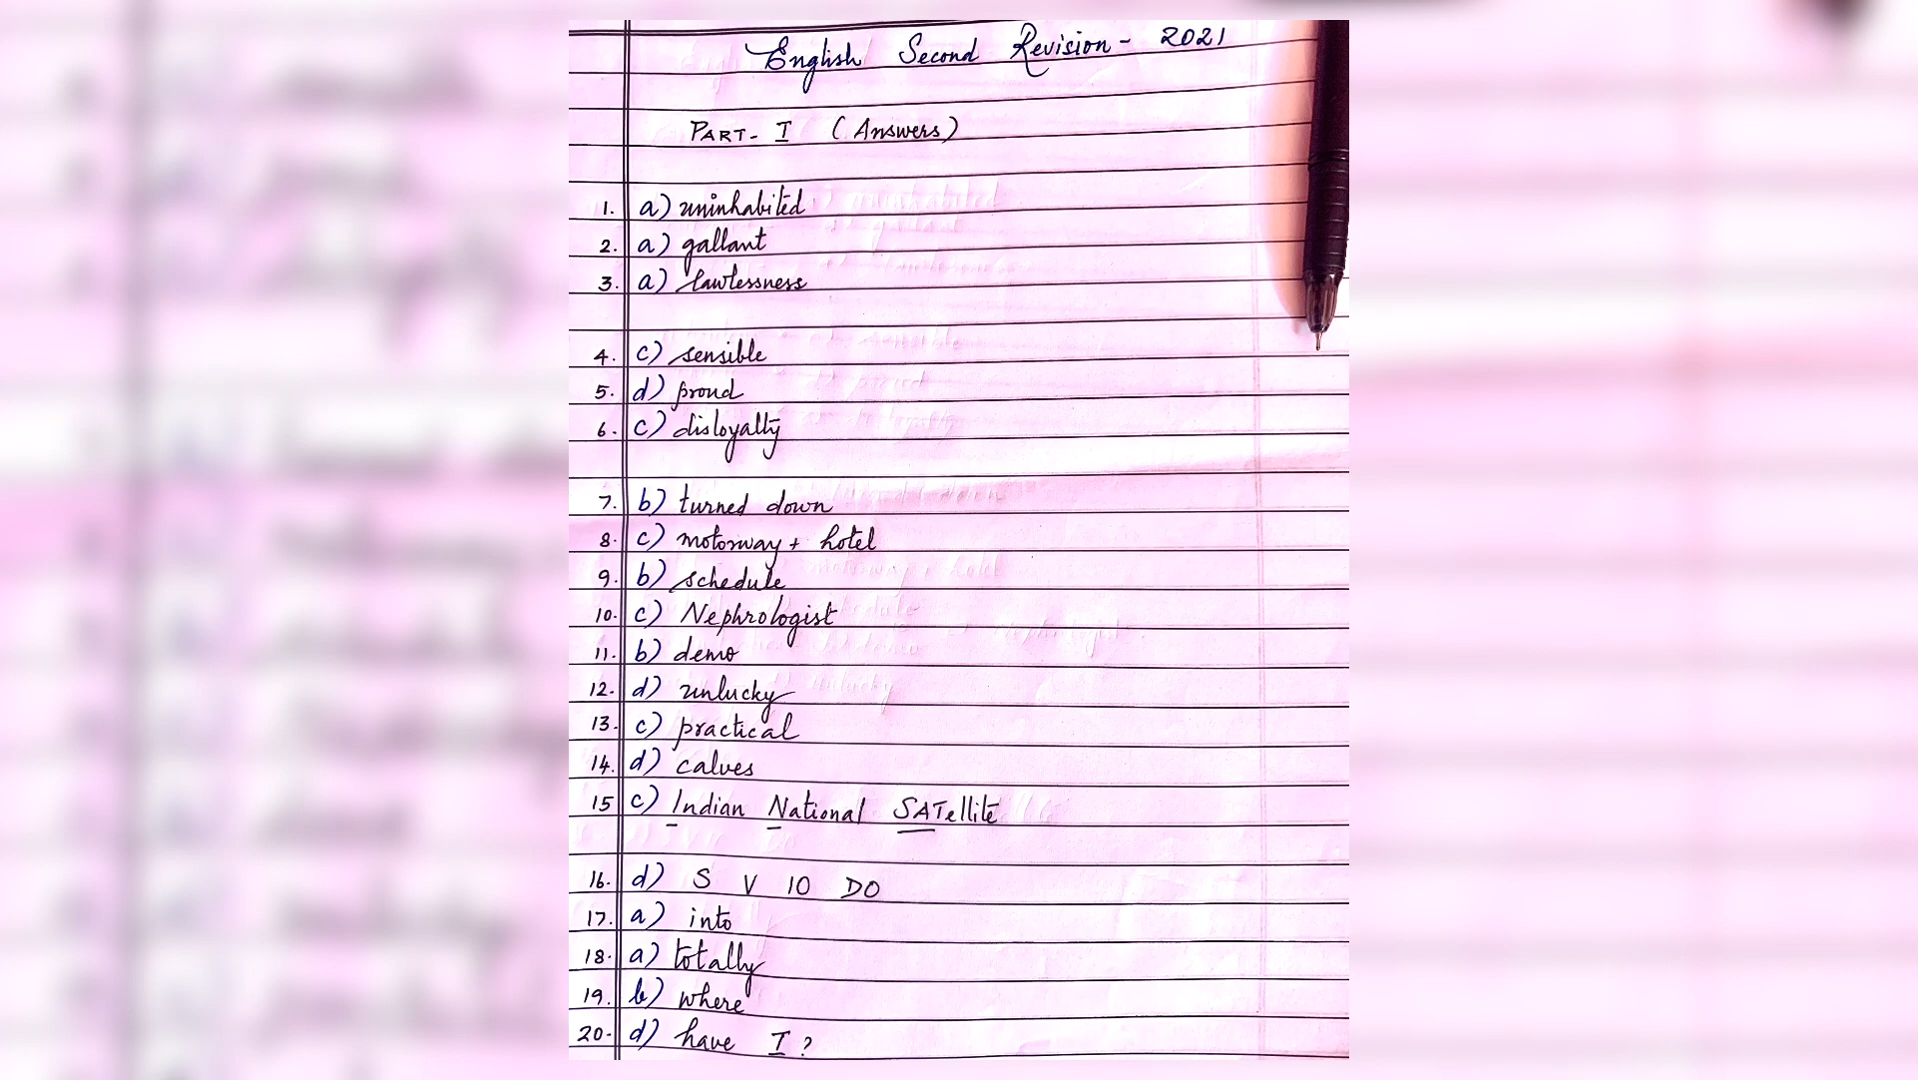 English Second Revision - 2021
PART - I (Answers)
1. a) uninhabited
2. a) gallant
3. a) lawlessness
4. c) sensible
5. d) proud
6. c) disloyalty
7. b) turned down
8. c) motorway + hotel
9. b) schedule
10. c) Nephrologist
11. b) demo
12. d) unlucky
13. c) practical
14. d) calves
15 c) Indian National SATellite
16. d) S V IO DO
17. a) into
18. a) totally
19. b) where
20. d) have I?